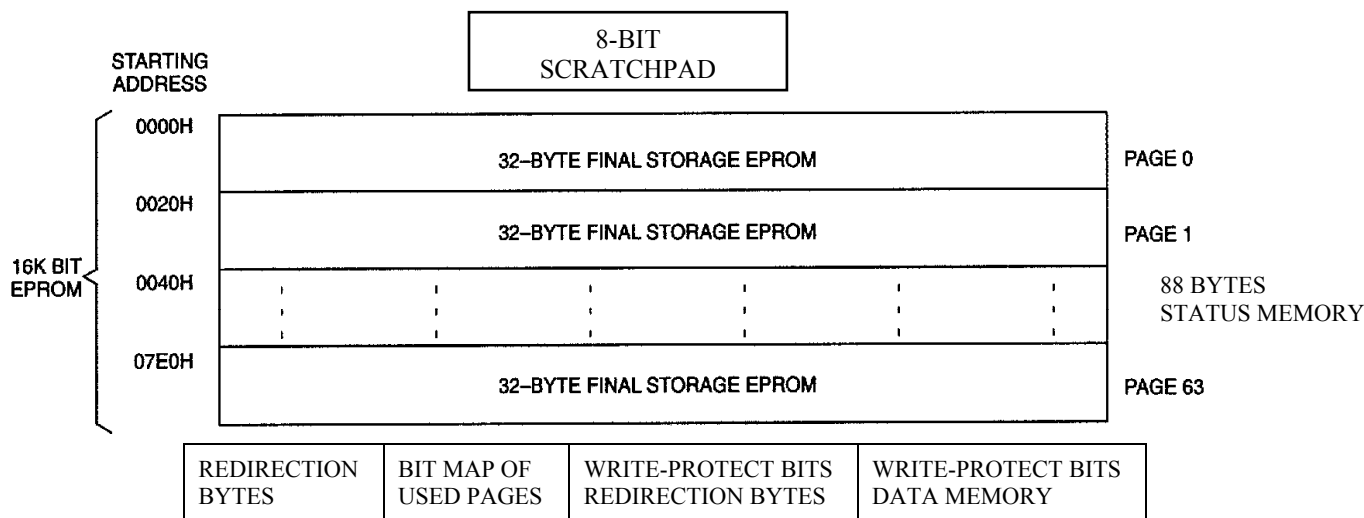 8-BIT
SCRATCHPAD
STARTING
ADDRESS
0000H
32–BYTE FINAL STORAGE EPROM
PAGE 0
0020H
32–BYTE FINAL STORAGE EPROM
PAGE 1
16K BIT
EPROM
0040H
88 BYTES
STATUS MEMORY
07E0H
32–BYTE FINAL STORAGE EPROM
PAGE 63
REDIRECTION
BYTES
BIT MAP OF
USED PAGES
WRITE-PROTECT BITS
REDIRECTION BYTES
WRITE-PROTECT BITS
DATA MEMORY